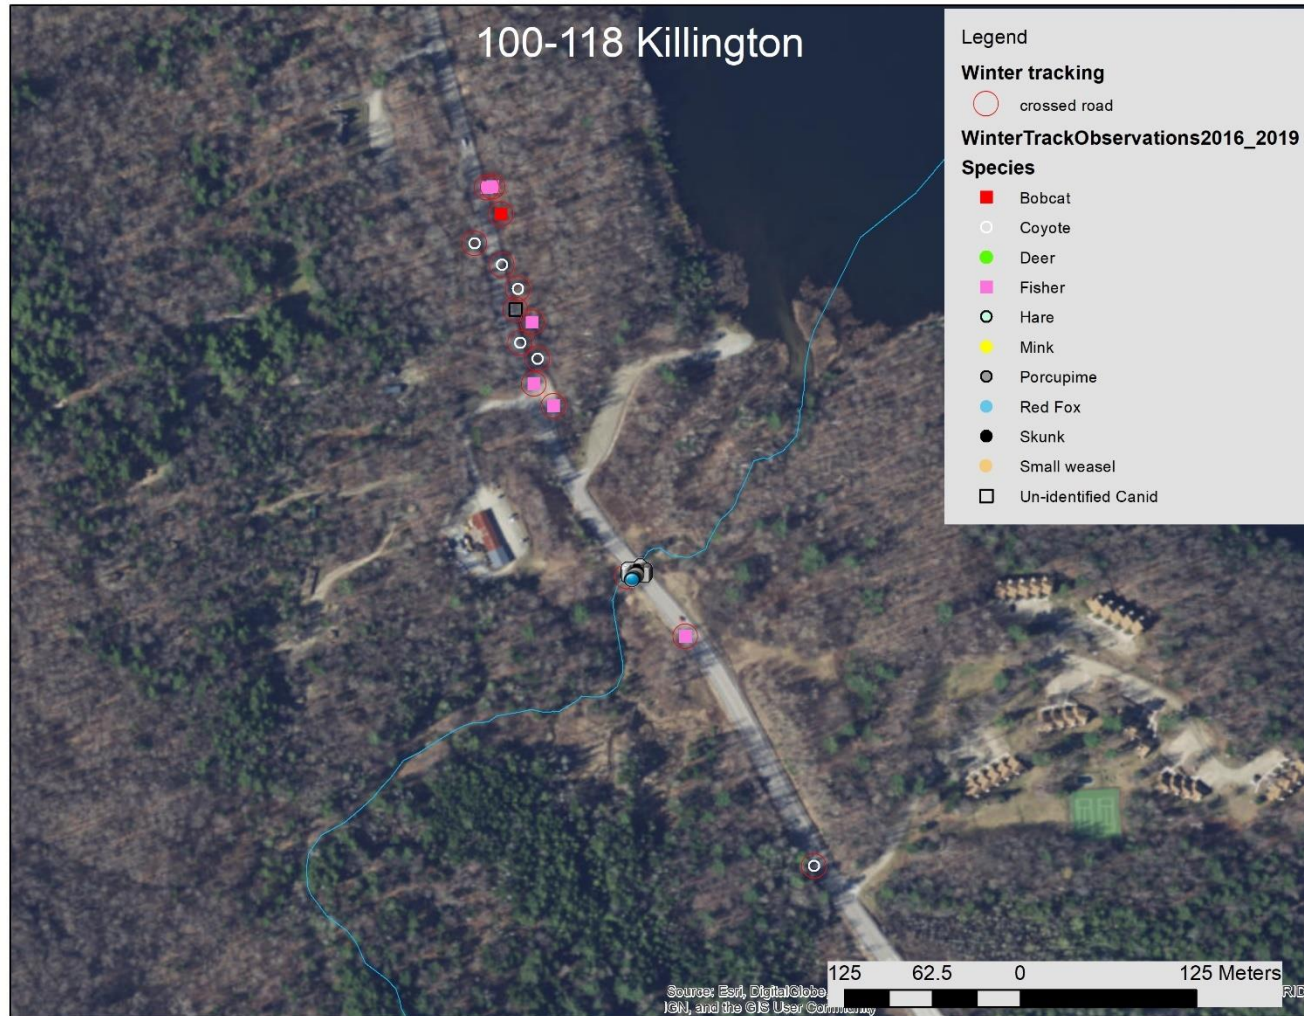 100-118 Killington
Legend
Winter tracking
crossed road
WinterTrackObservations2016_2019
Species
Bobcat
Coyote
Deer
Fisher
Hare
Mink
Porcupime
Red Fox
Skunk
Small weasel
Un-identified Canid
125 62.5 0 125 Meters
Source: Esri, DigitalGlobe,
IGN, and the GIS User Community